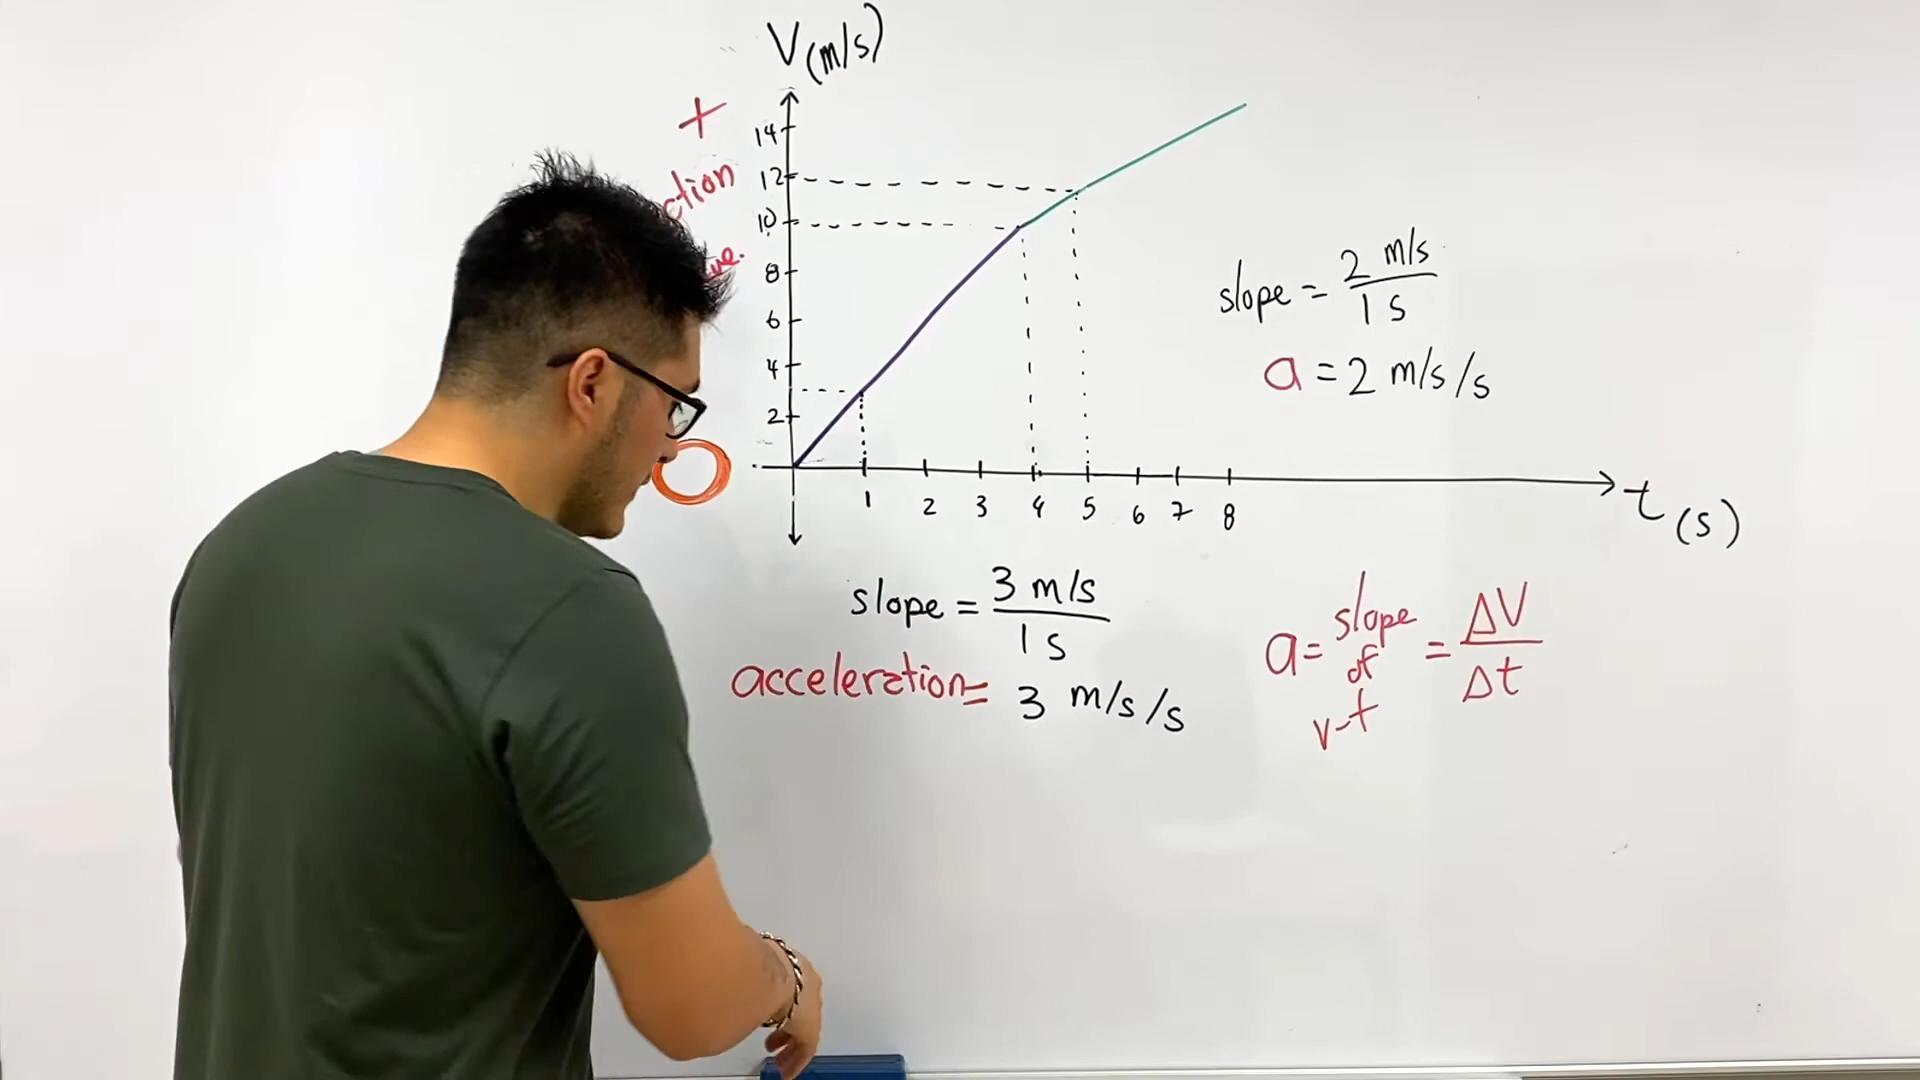 V(m/s)
+
14
12
10
8
6
4
2
1 2 3 4 5 6 7 8
t (s)
slope = 2 m/s
1 s
a = 2 m/s/s
slope = 3 m/s
1 s
acceleration = 3 m/s/s
a = slope of v-t = ΔV
Δt